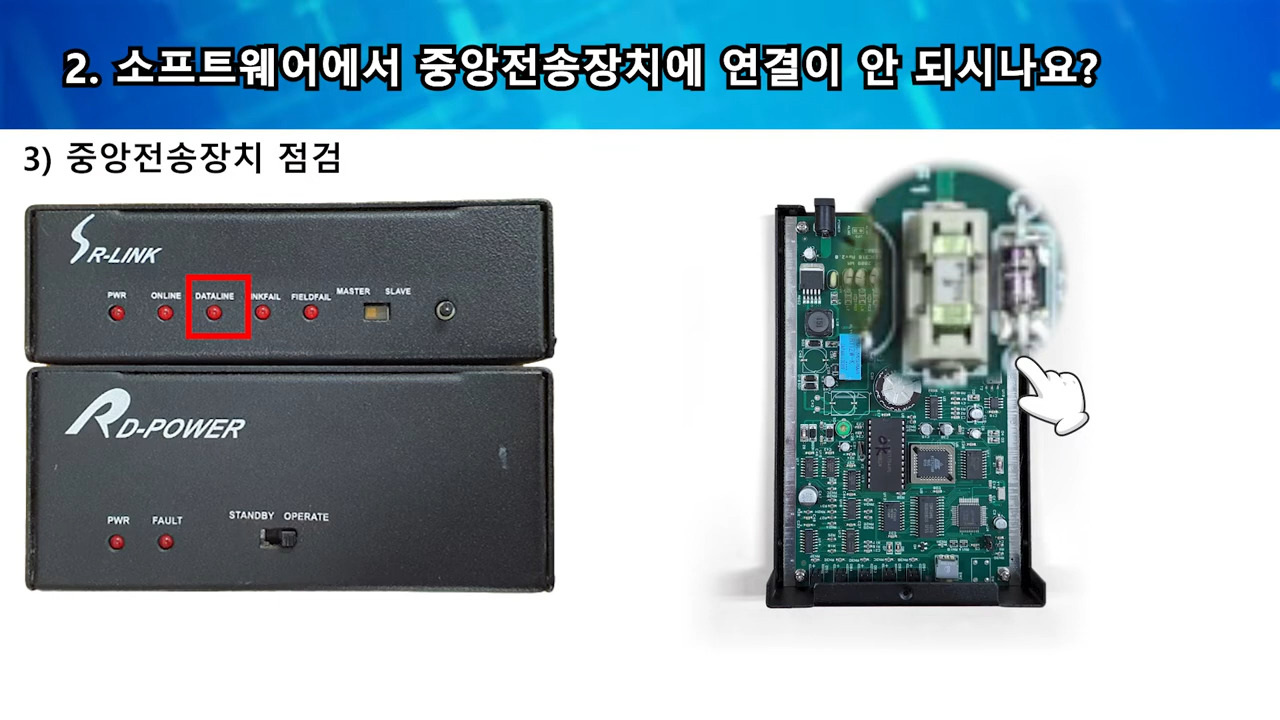 2. 소프트웨어에서 중앙전송장치에 연결이 안 되시나요?
3) 중앙전송장치 점검
SR-LINK
PWR ONLINE DATALINE INKFAIL FIELDFAIL MASTER SLAVE
RD-POWER
PWR FAULT STANDBY OPERATE